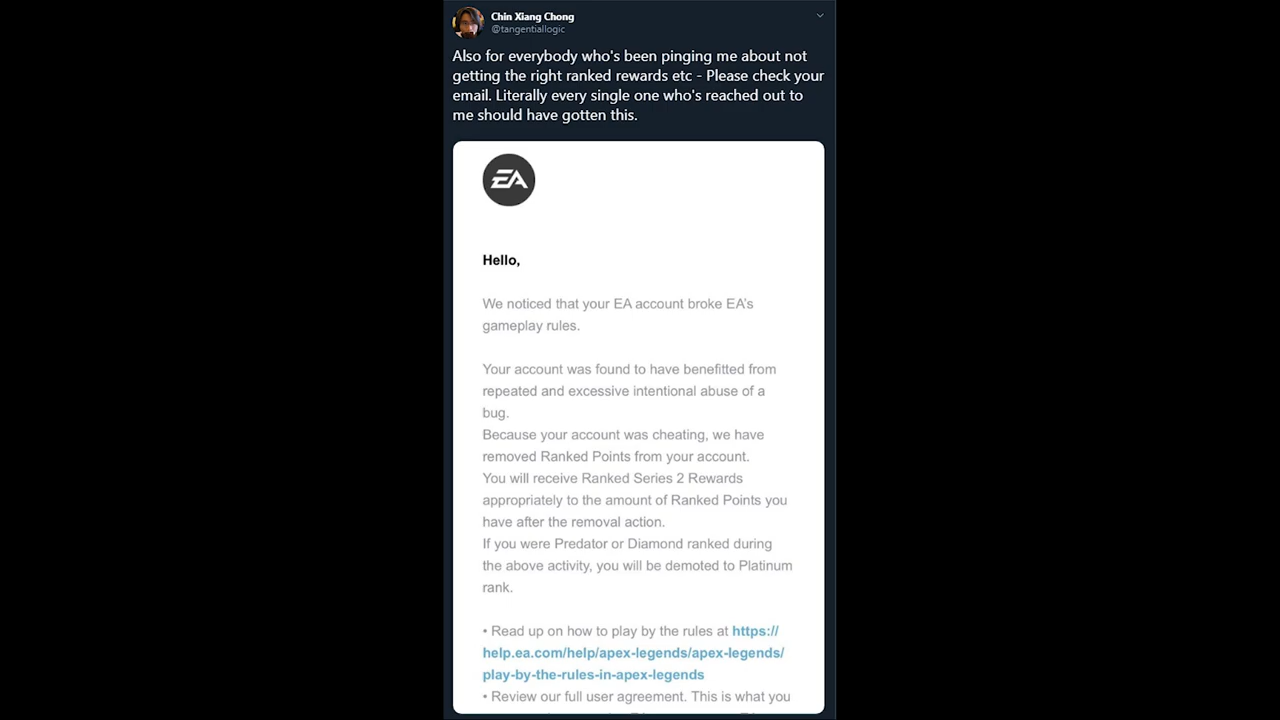 Chin Xiang Chong
@tangentiallogic
Also for everybody who's been pinging me about not
getting the right ranked rewards etc - Please check your
email. Literally every single one who's reached out to
me should have gotten this.
EA
Hello,
We noticed that your EA account broke EA's
gameplay rules.
Your account was found to have benefitted from
repeated and excessive intentional abuse of a
bug.
Because your account was cheating, we have
removed Ranked Points from your account.
You will receive Ranked Series 2 Rewards
appropriately to the amount of Ranked Points you
have after the removal action.
If you were Predator or Diamond ranked during
the above activity, you will be demoted to Platinum
rank.
• Read up on how to play by the rules at https://
help.ea.com/help/apex-legends/apex-legends/
play-by-the-rules-in-apex-legends
• Review our full user agreement. This is what you